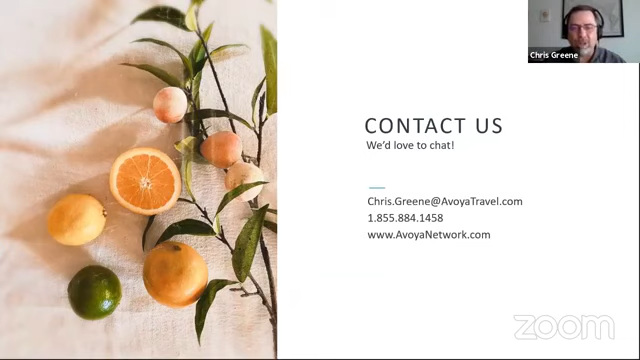 Chris Greene
CONTACT US
We'd love to chat!
Chris.Greene@AvoyaTravel.com
1.855.884.1458
www.AvoyaNetwork.com
zoom